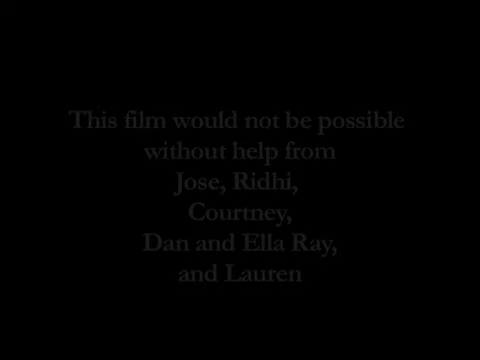 This film would not be possible
without help from
Jose, Ridhi,
Courtney,
Dan and Ella Ray,
and Lauren